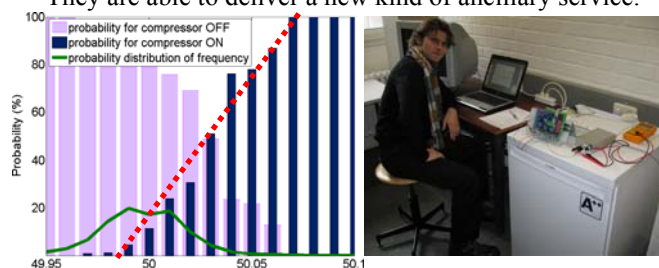 They are able to deliver a new kind of ancillary service.
probability for compressor OFF
probability for compressor ON
probability distribution of frequency
Probability (%)
100
80
60
40
20
49.95 50 50.05 50.1
A++